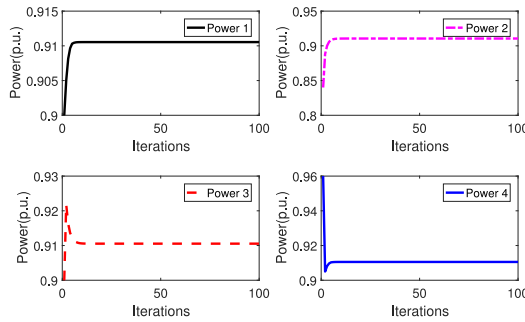 0.915
0.91
0.905
0.9
Power(p.u.)
Power 1
0 50 100
Iterations
0.95
0.9
0.85
0.8
Power(p.u.)
Power 2
0 50 100
Iterations
0.93
0.92
0.91
0.9
Power(p.u.)
Power 3
0 50 100
Iterations
0.96
0.94
0.92
0.9
Power(p.u.)
Power 4
0 50 100
Iterations